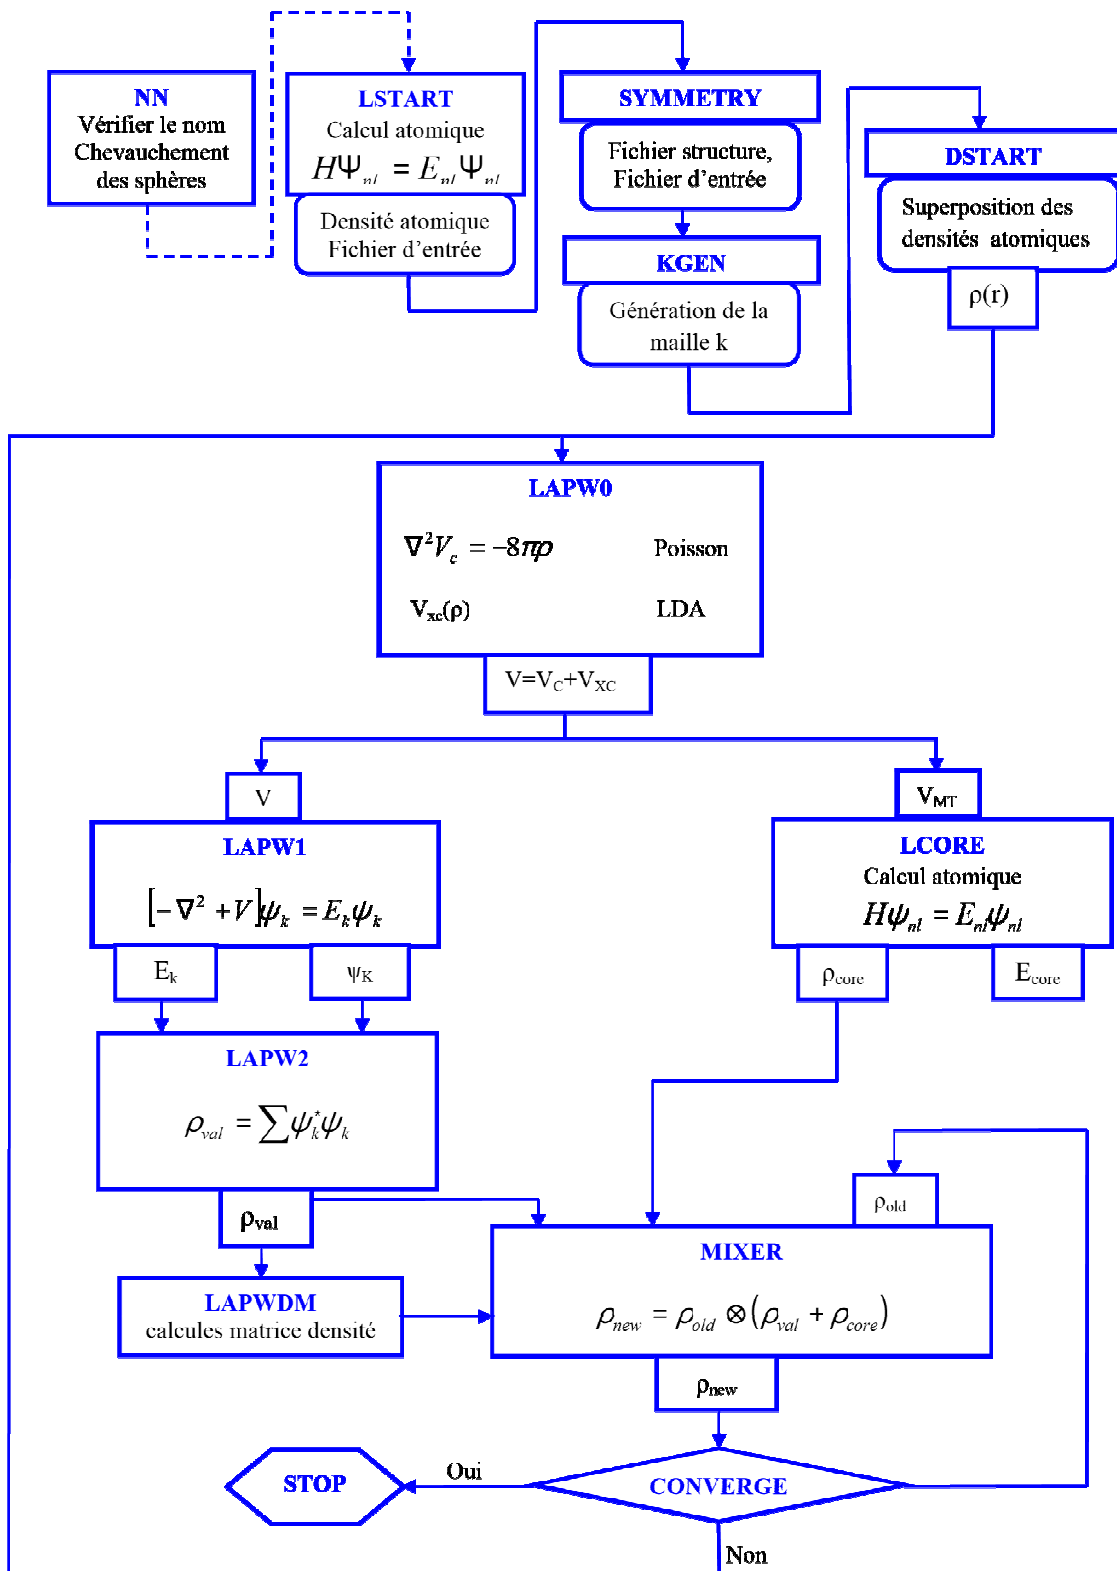 NN
Vérifier le nom
Chevauchement
des sphères
LSTART
Calcul atomique
HΨnl = Enl Ψnl
Densité atomique
Fichier d'entrée
SYMMETRY
Fichier structure,
Fichier d'entrée
KGEN
Génération de la
maille k
DSTART
Superposition des
densités atomiques
ρ(r)
LAPW0
∇²Vc = −8πρ Poisson
Vxc(ρ) LDA
V=VC+VXC
V
LAPW1
[−∇² + V]ψk = Ekψk
Ek
ψK
VMT
LCORE
Calcul atomique
Hψnl = Enlψnl
ρcore
Ecore
LAPW2
ρval = ∑ψk*ψk
ρval
LAPWDM
calcules matrice densité
ρold
MIXER
ρnew = ρold ⊗ (ρval + ρcore)
ρnew
CONVERGE
Oui
STOP
Non